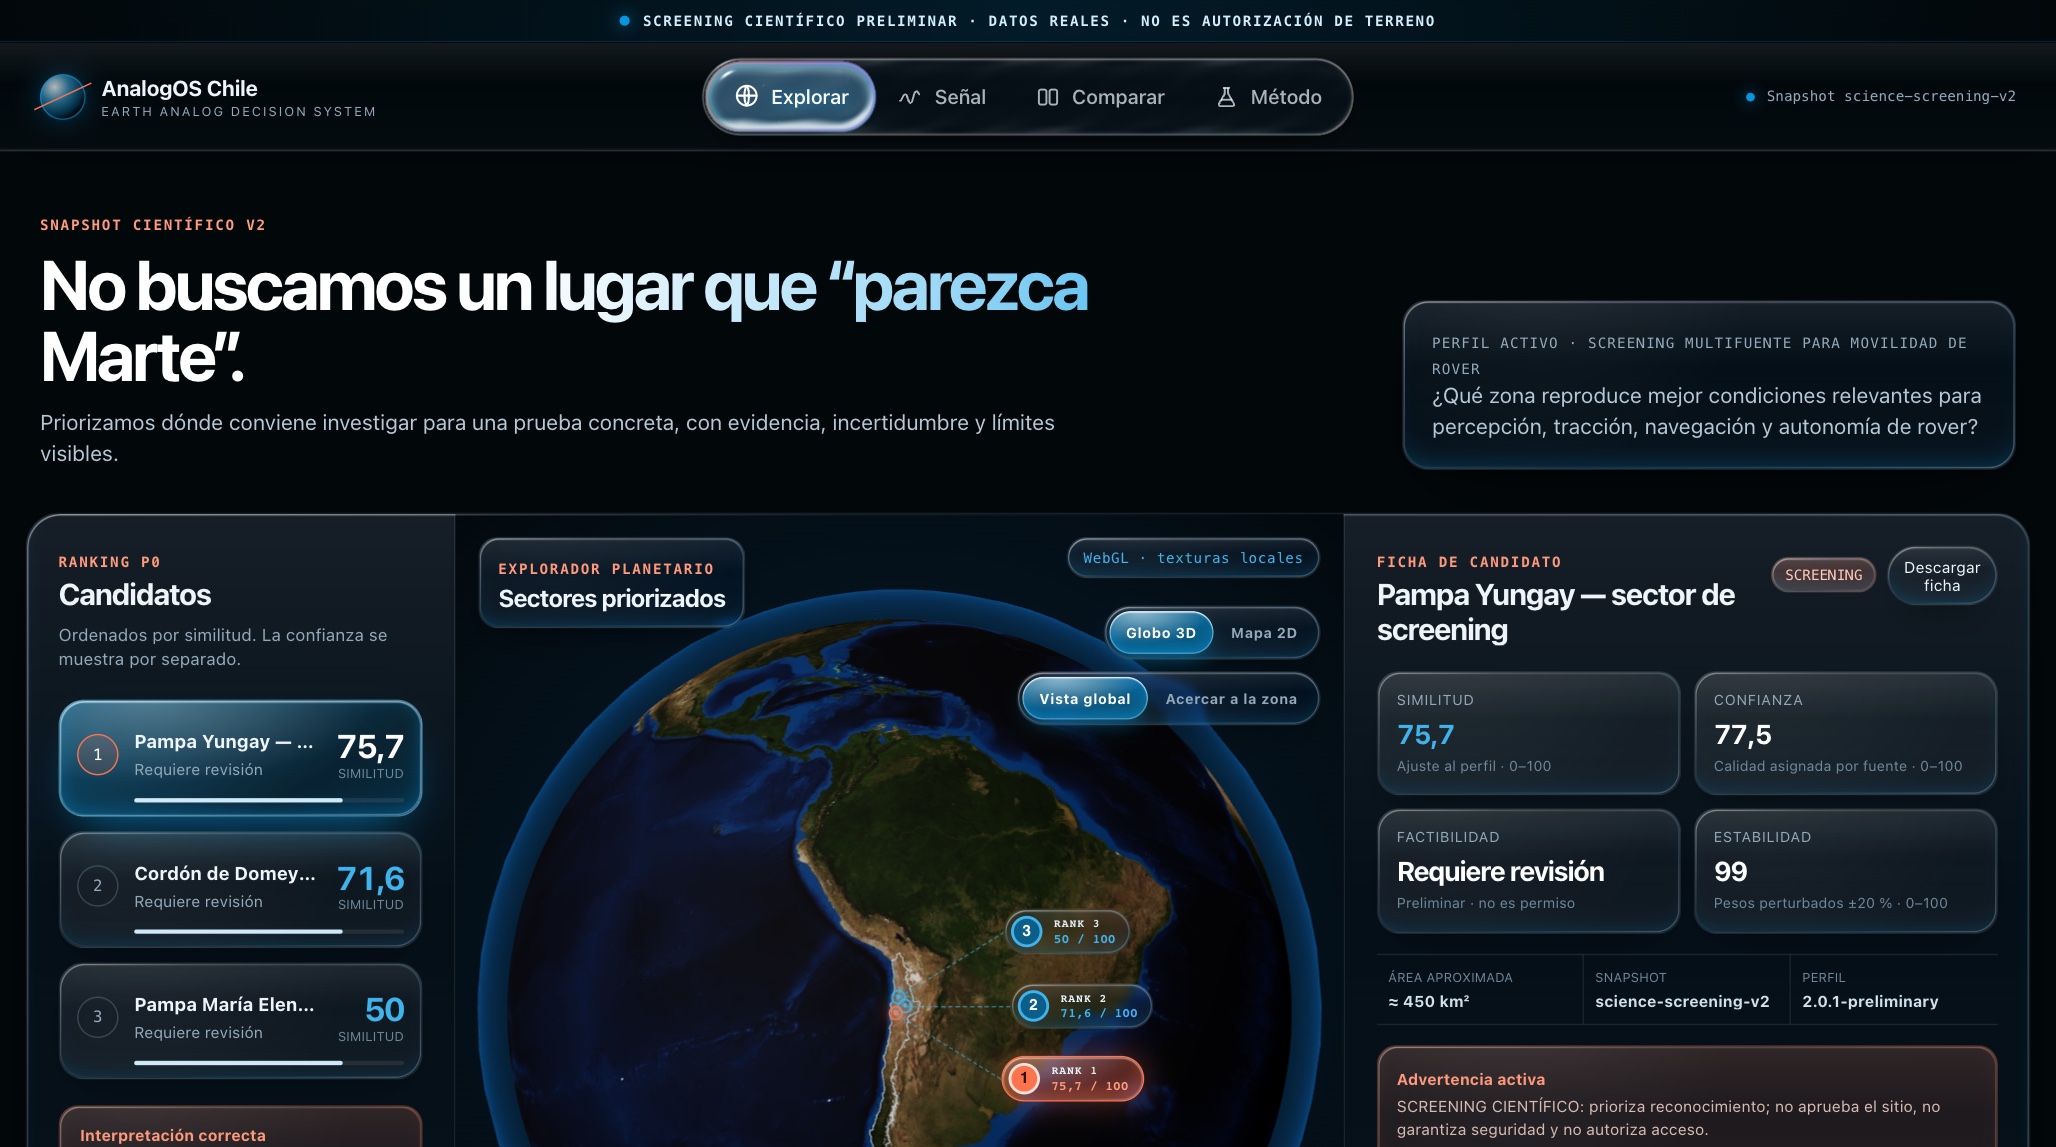 SCREENING CIENTÍFICO PRELIMINAR · DATOS REALES · NO ES AUTORIZACIÓN DE TERRENO
AnalogOS Chile
EARTH ANALOG DECISION SYSTEM
Explorar
Señal
Comparar
Método
Snapshot science-screening-v2
SNAPSHOT CIENTÍFICO V2
No buscamos un lugar que “parezca
Marte”.
Priorizamos dónde conviene investigar para una prueba concreta, con evidencia, incertidumbre y límites
visibles.
PERFIL ACTIVO · SCREENING MULTIFUENTE PARA MOVILIDAD DE
ROVER
¿Qué zona reproduce mejor condiciones relevantes para
percepción, tracción, navegación y autonomía de rover?
RANKING P0
Candidatos
Ordenados por similitud. La confianza se
muestra por separado.
1
Pampa Yungay — ...
Requiere revisión
75,7
SIMILITUD
2
Cordón de Domey...
Requiere revisión
71,6
SIMILITUD
3
Pampa María Elen...
Requiere revisión
50
SIMILITUD
Interpretación correcta
EXPLORADOR PLANETARIO
Sectores priorizados
WebGL · texturas locales
Globo 3D
Mapa 2D
Vista global
Acercar a la zona
3
RANK 3
50 / 100
2
RANK 2
71,6 / 100
1
RANK 1
75,7 / 100
FICHA DE CANDIDATO
Pampa Yungay — sector de
screening
SCREENING
Descargar
ficha
SIMILITUD
75,7
Ajuste al perfil · 0–100
CONFIANZA
77,5
Calidad asignada por fuente · 0–100
FACTIBILIDAD
Requiere revisión
Preliminar · no es permiso
ESTABILIDAD
99
Pesos perturbados ±20 % · 0–100
ÁREA APROXIMADA
≈ 450 km²
SNAPSHOT
science-screening-v2
PERFIL
2.0.1-preliminary
Advertencia activa
SCREENING CIENTÍFICO: prioriza reconocimiento; no aprueba el sitio, no
garantiza seguridad y no autoriza acceso.